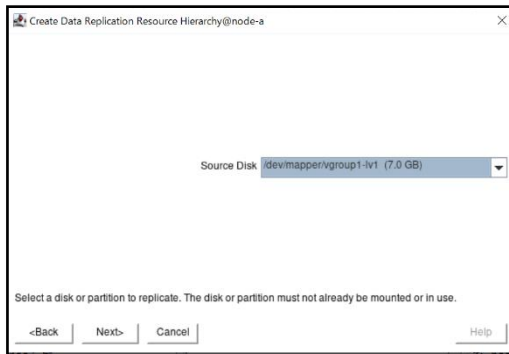 Create Data Replication Resource Hierarchy@node-a
Source Disk /dev/mapper/vgroup1-lv1 (7.0 GB)
Select a disk or partition to replicate. The disk or partition must not already be mounted or in use.
<Back Next> Cancel Help